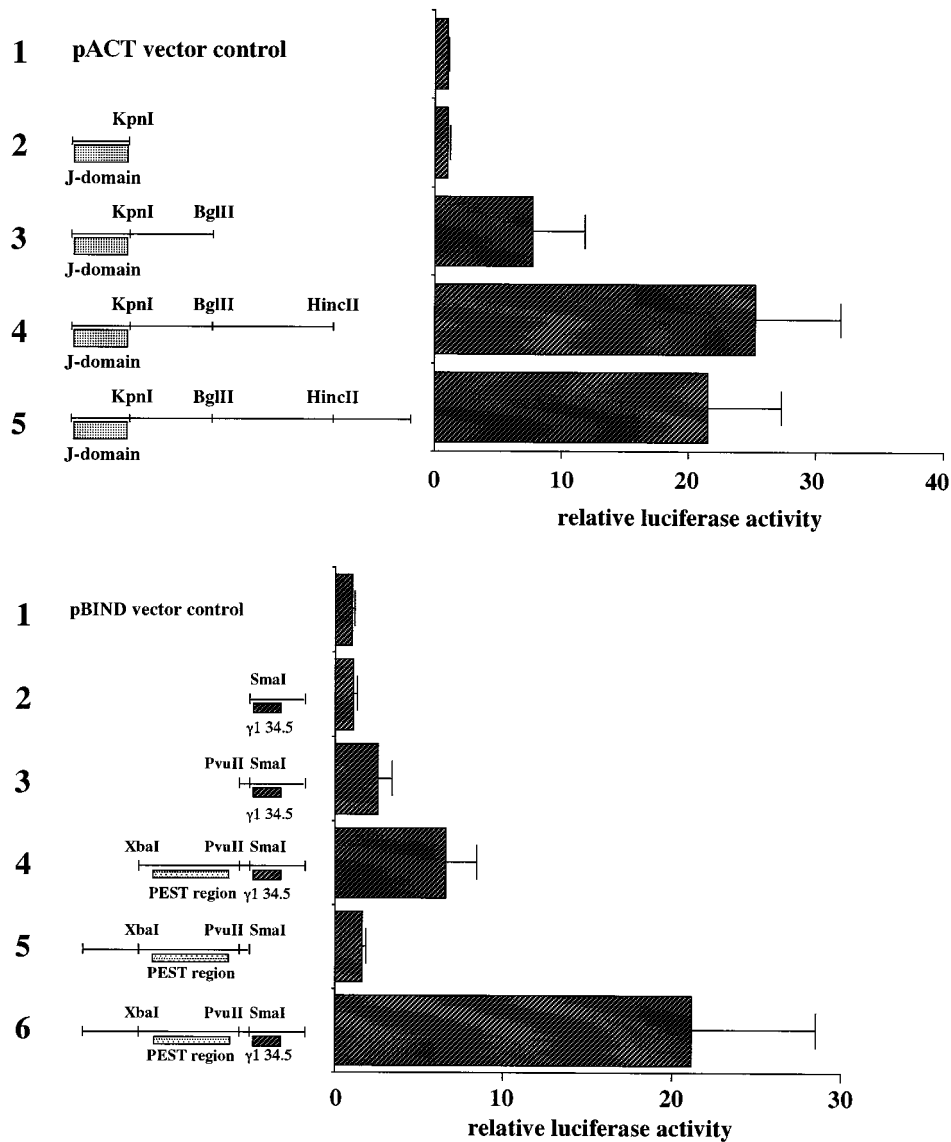 1 pACT vector control
KpnI
2
J-domain
KpnI BglII
3
J-domain
KpnI BglII HincII
4
J-domain
KpnI BglII HincII
5
J-domain
0 10 20 30 40
relative luciferase activity
1 pBIND vector control
SmaI
2
γ1 34.5
PvuII SmaI
3
γ1 34.5
XbaI PvuII SmaI
4
PEST region γ1 34.5
XbaI PvuII SmaI
5
PEST region
XbaI PvuII SmaI
6
PEST region γ1 34.5
0 10 20 30
relative luciferase activity